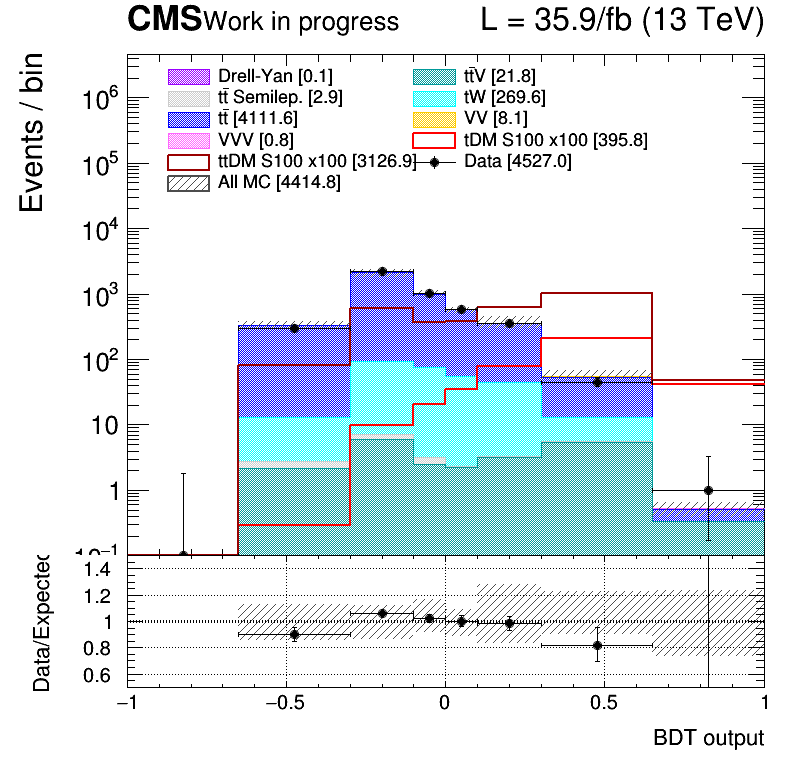 CMS Work in progress L = 35.9/fb (13 TeV)
Events / bin
Drell-Yan [0.1] tt̄V [21.8]
tt̄ Semilep. [2.9] tW [269.6]
tt̄ [4111.6] VV [8.1]
VVV [0.8] tDM S100 x100 [395.8]
ttDM S100 x100 [3126.9] Data [4527.0]
All MC [4414.8]
10⁶
10⁵
10⁴
10³
10²
10
1
10⁻¹
Data/Expected
1.4
1.2
1
0.8
0.6
−1 −0.5 0 0.5 1
BDT output